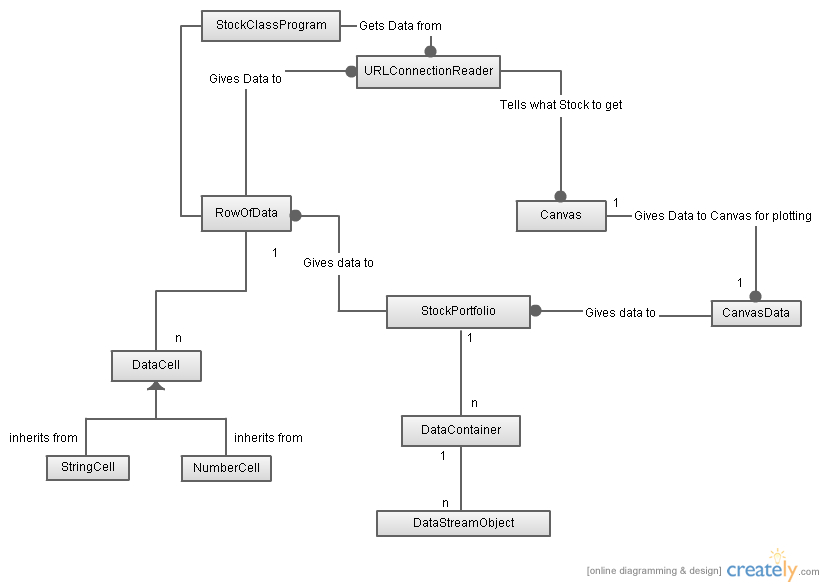 StockClassProgram
Gets Data from
URLConnectionReader
Gives Data to
Tells what Stock to get
RowOfData
Canvas
1
Gives Data to Canvas for plotting
1
Gives data to
1
StockPortfolio
Gives data to
CanvasData
n
1
DataCell
n
DataContainer
inherits from
inherits from
1
StringCell
NumberCell
n
DataStreamObject
[online diagramming & design] creately.com